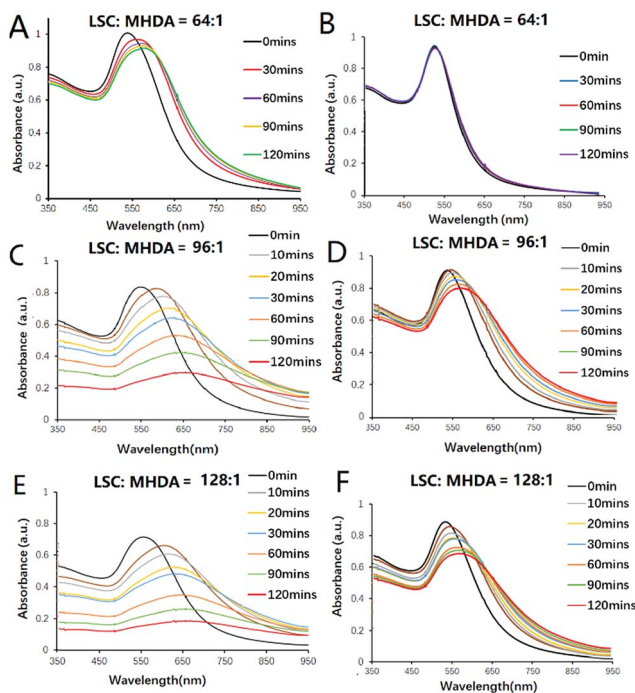 A
LSC: MHDA = 64:1
Absorbance (a.u.)
1
0.8
0.6
0.4
0.2
0
350 450 550 650 750 850 950
Wavelength (nm)
0mins
30mins
60mins
90mins
120mins
B
LSC: MHDA = 64:1
Absorbance (a.u.)
1
0.8
0.6
0.4
0.2
0
350 450 550 650 750 850 950
Wavelength (nm)
0min
30mins
60mins
90mins
120mins
C
LSC: MHDA = 96:1
Absorbance (a.u.)
1
0.8
0.6
0.4
0.2
0
350 450 550 650 750 850 950
Wavelength(nm)
0min
10mins
20mins
30mins
60mins
90mins
120mins
D
LSC: MHDA = 96:1
Absorbance (a.u.)
1
0.8
0.6
0.4
0.2
0
350 450 550 650 750 850 950
Wavelength(nm)
0min
10mins
20mins
30mins
60mins
90mins
120mins
E
LSC: MHDA = 128:1
Absorbance (a.u.)
1
0.8
0.6
0.4
0.2
0
350 450 550 650 750 850 950
Wavelength(nm)
0min
10mins
20mins
30mins
60mins
90mins
120mins
F
LSC: MHDA = 128:1
Absorbance (a.u.)
1
0.8
0.6
0.4
0.2
0
350 450 550 650 750 850 950
Wavelength(nm)
0min
10mins
20mins
30mins
60mins
90mins
120mins